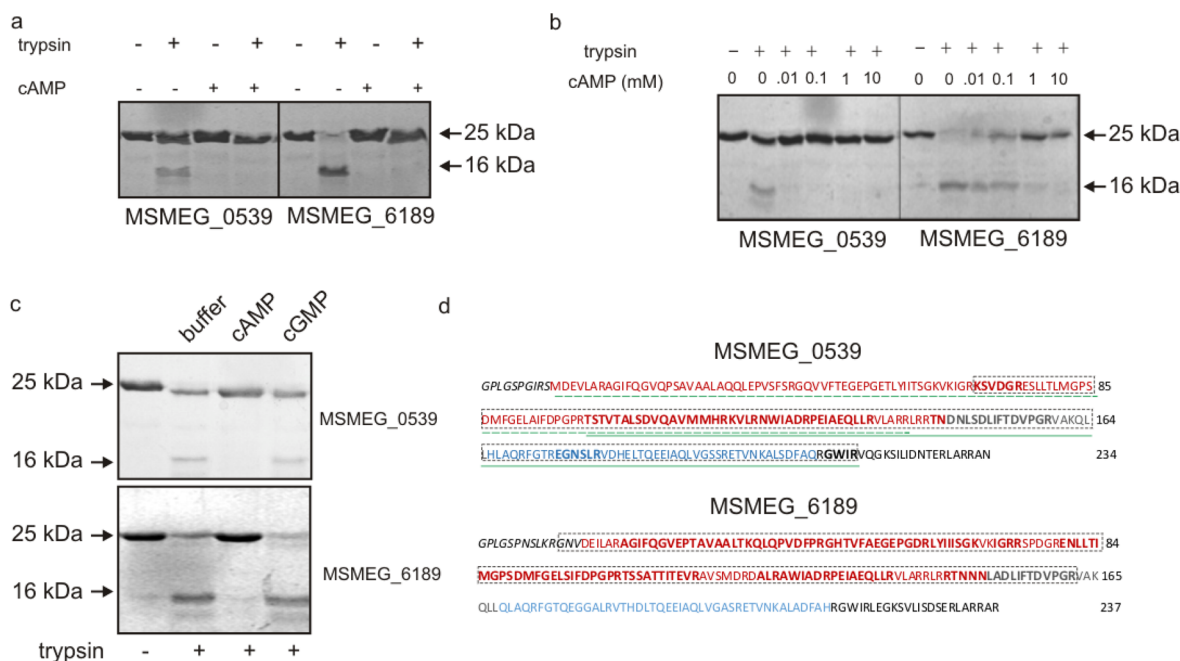 a
trypsin - + - + - + - +
cAMP - - + + - - + +
25 kDa
16 kDa
MSMEG_0539 MSMEG_6189
b
trypsin – + + + + + – + + + + +
cAMP (mM) 0 0 .01 0.1 1 10 0 0 .01 0.1 1 10
25 kDa
16 kDa
MSMEG_0539 MSMEG_6189
c
buffer cAMP cGMP
25 kDa
MSMEG_0539
16 kDa
25 kDa
MSMEG_6189
16 kDa
trypsin - + + +
d
MSMEG_0539
GPLGSPGIRSMDEVLARAGIFQGVQPSAVAALAQQLEPVSFSRGQVVFTEGEPGETLYIITSGKVKIGRKSVDGRESLLTLMGPS 85
DMFGELAIFDPGPRTSTVTALSDVQAVMMHRKVLRNWIADRPEIAEQLLRVLARRLRRTNDNLSDLIFTDVPGRVAKQL 164
LHLAQRFGTREGNSLRVDHELTQEEIAQLVGSSRETVNKALSDFAQRGWIRVQGKSILIDNTERLARRAN 234
MSMEG_6189
GPLGSPNSLKRGNVDEILARAGIFQGVEPTAVAALTKQLQPVDFPRGHTVFAEGEPGDRLYIIISGKVKIGRRSPDGRENLLTI 84
MGPSDMFGELSIFDPGPRTSSATTITEVRAVSMDRDALRAWIADRPEIAEQLLRVLARRLRRTNNNLADLIFTDVPGRVAK 165
QLLQLAQRFGTQEGGALRVTHDLTQEEIAQLVGASRETVNKALADFAHRGWIRLEGKSVLISDSERLARRAR 237